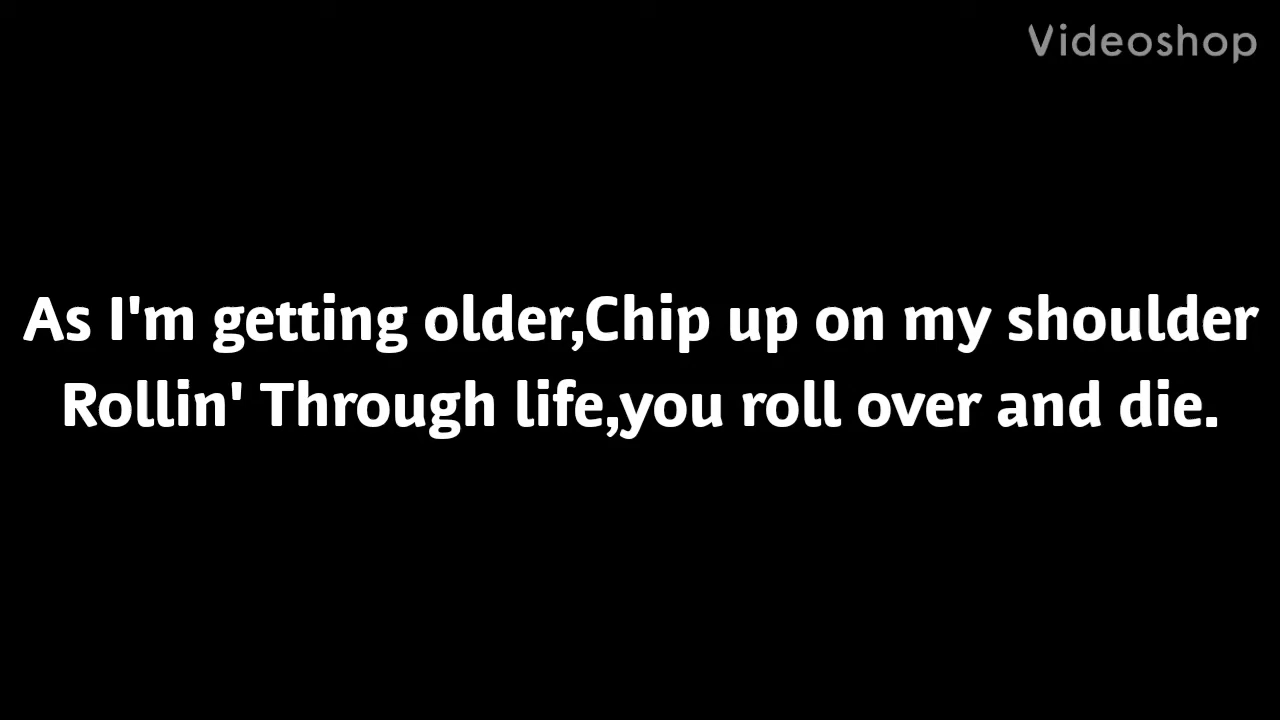 Videoshop
As I'm getting older,Chip up on my shoulder
Rollin' Through life,you roll over and die.